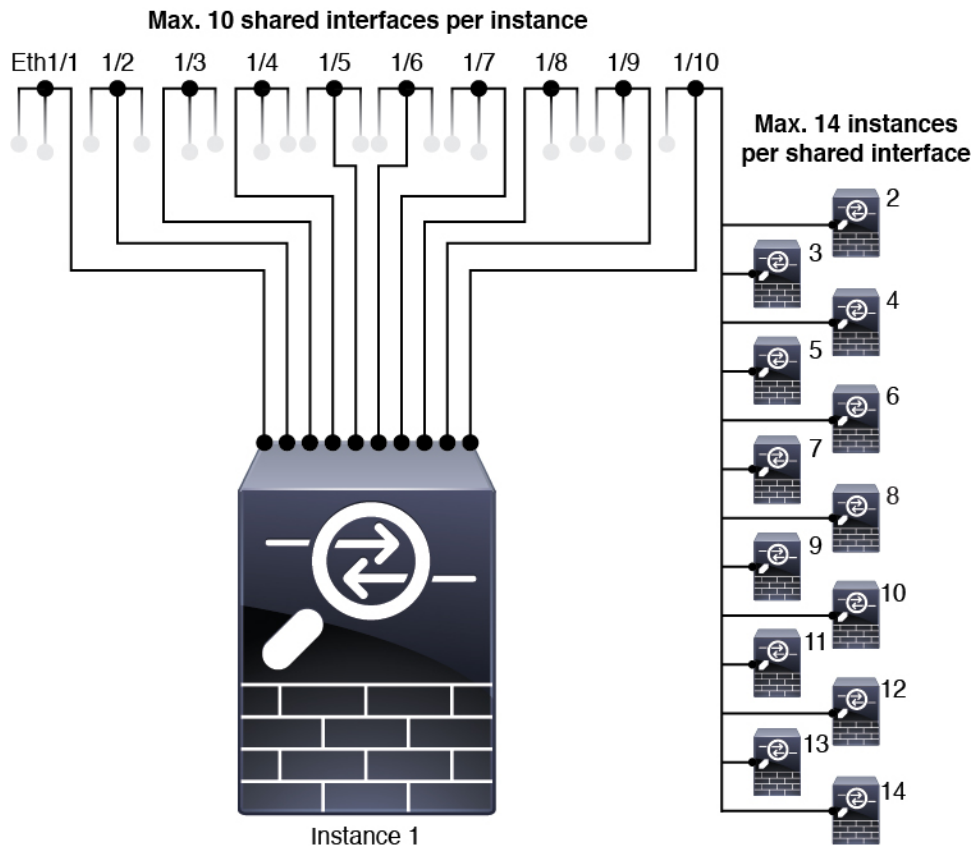 Max. 10 shared interfaces per instance
Eth1/1 1/2 1/3 1/4 1/5 1/6 1/7 1/8 1/9 1/10
Max. 14 instances
per shared interface
2
3
4
5
6
7
8
9
10
11
12
13
14
Instance 1